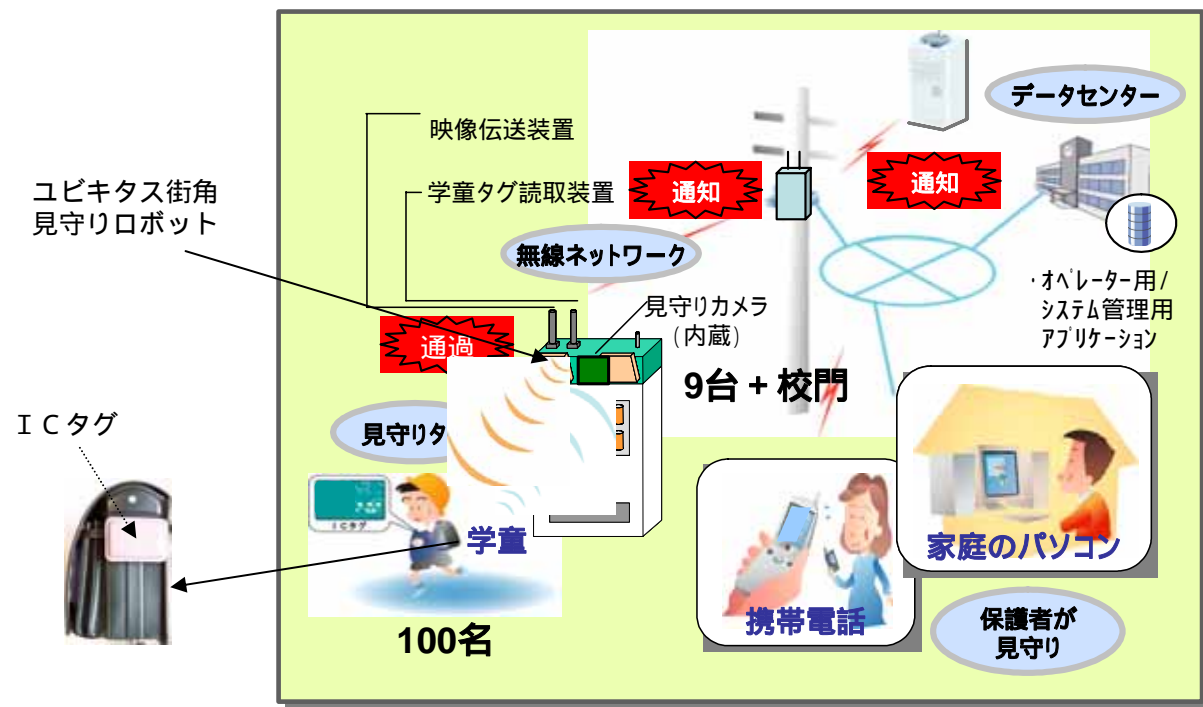 データセンター
映像伝送装置
通知
通知
ユビキタス街角
見守りロボット
学童タグ読取装置
無線ネットワーク
・オペレーター用/
システム管理用
アプリケーション
見守りカメラ
(内蔵)
通過
9台 + 校門
ICタグ
見守りタ
ICタグ
学童
家庭のパソコン
携帯電話
保護者が
見守り
100名